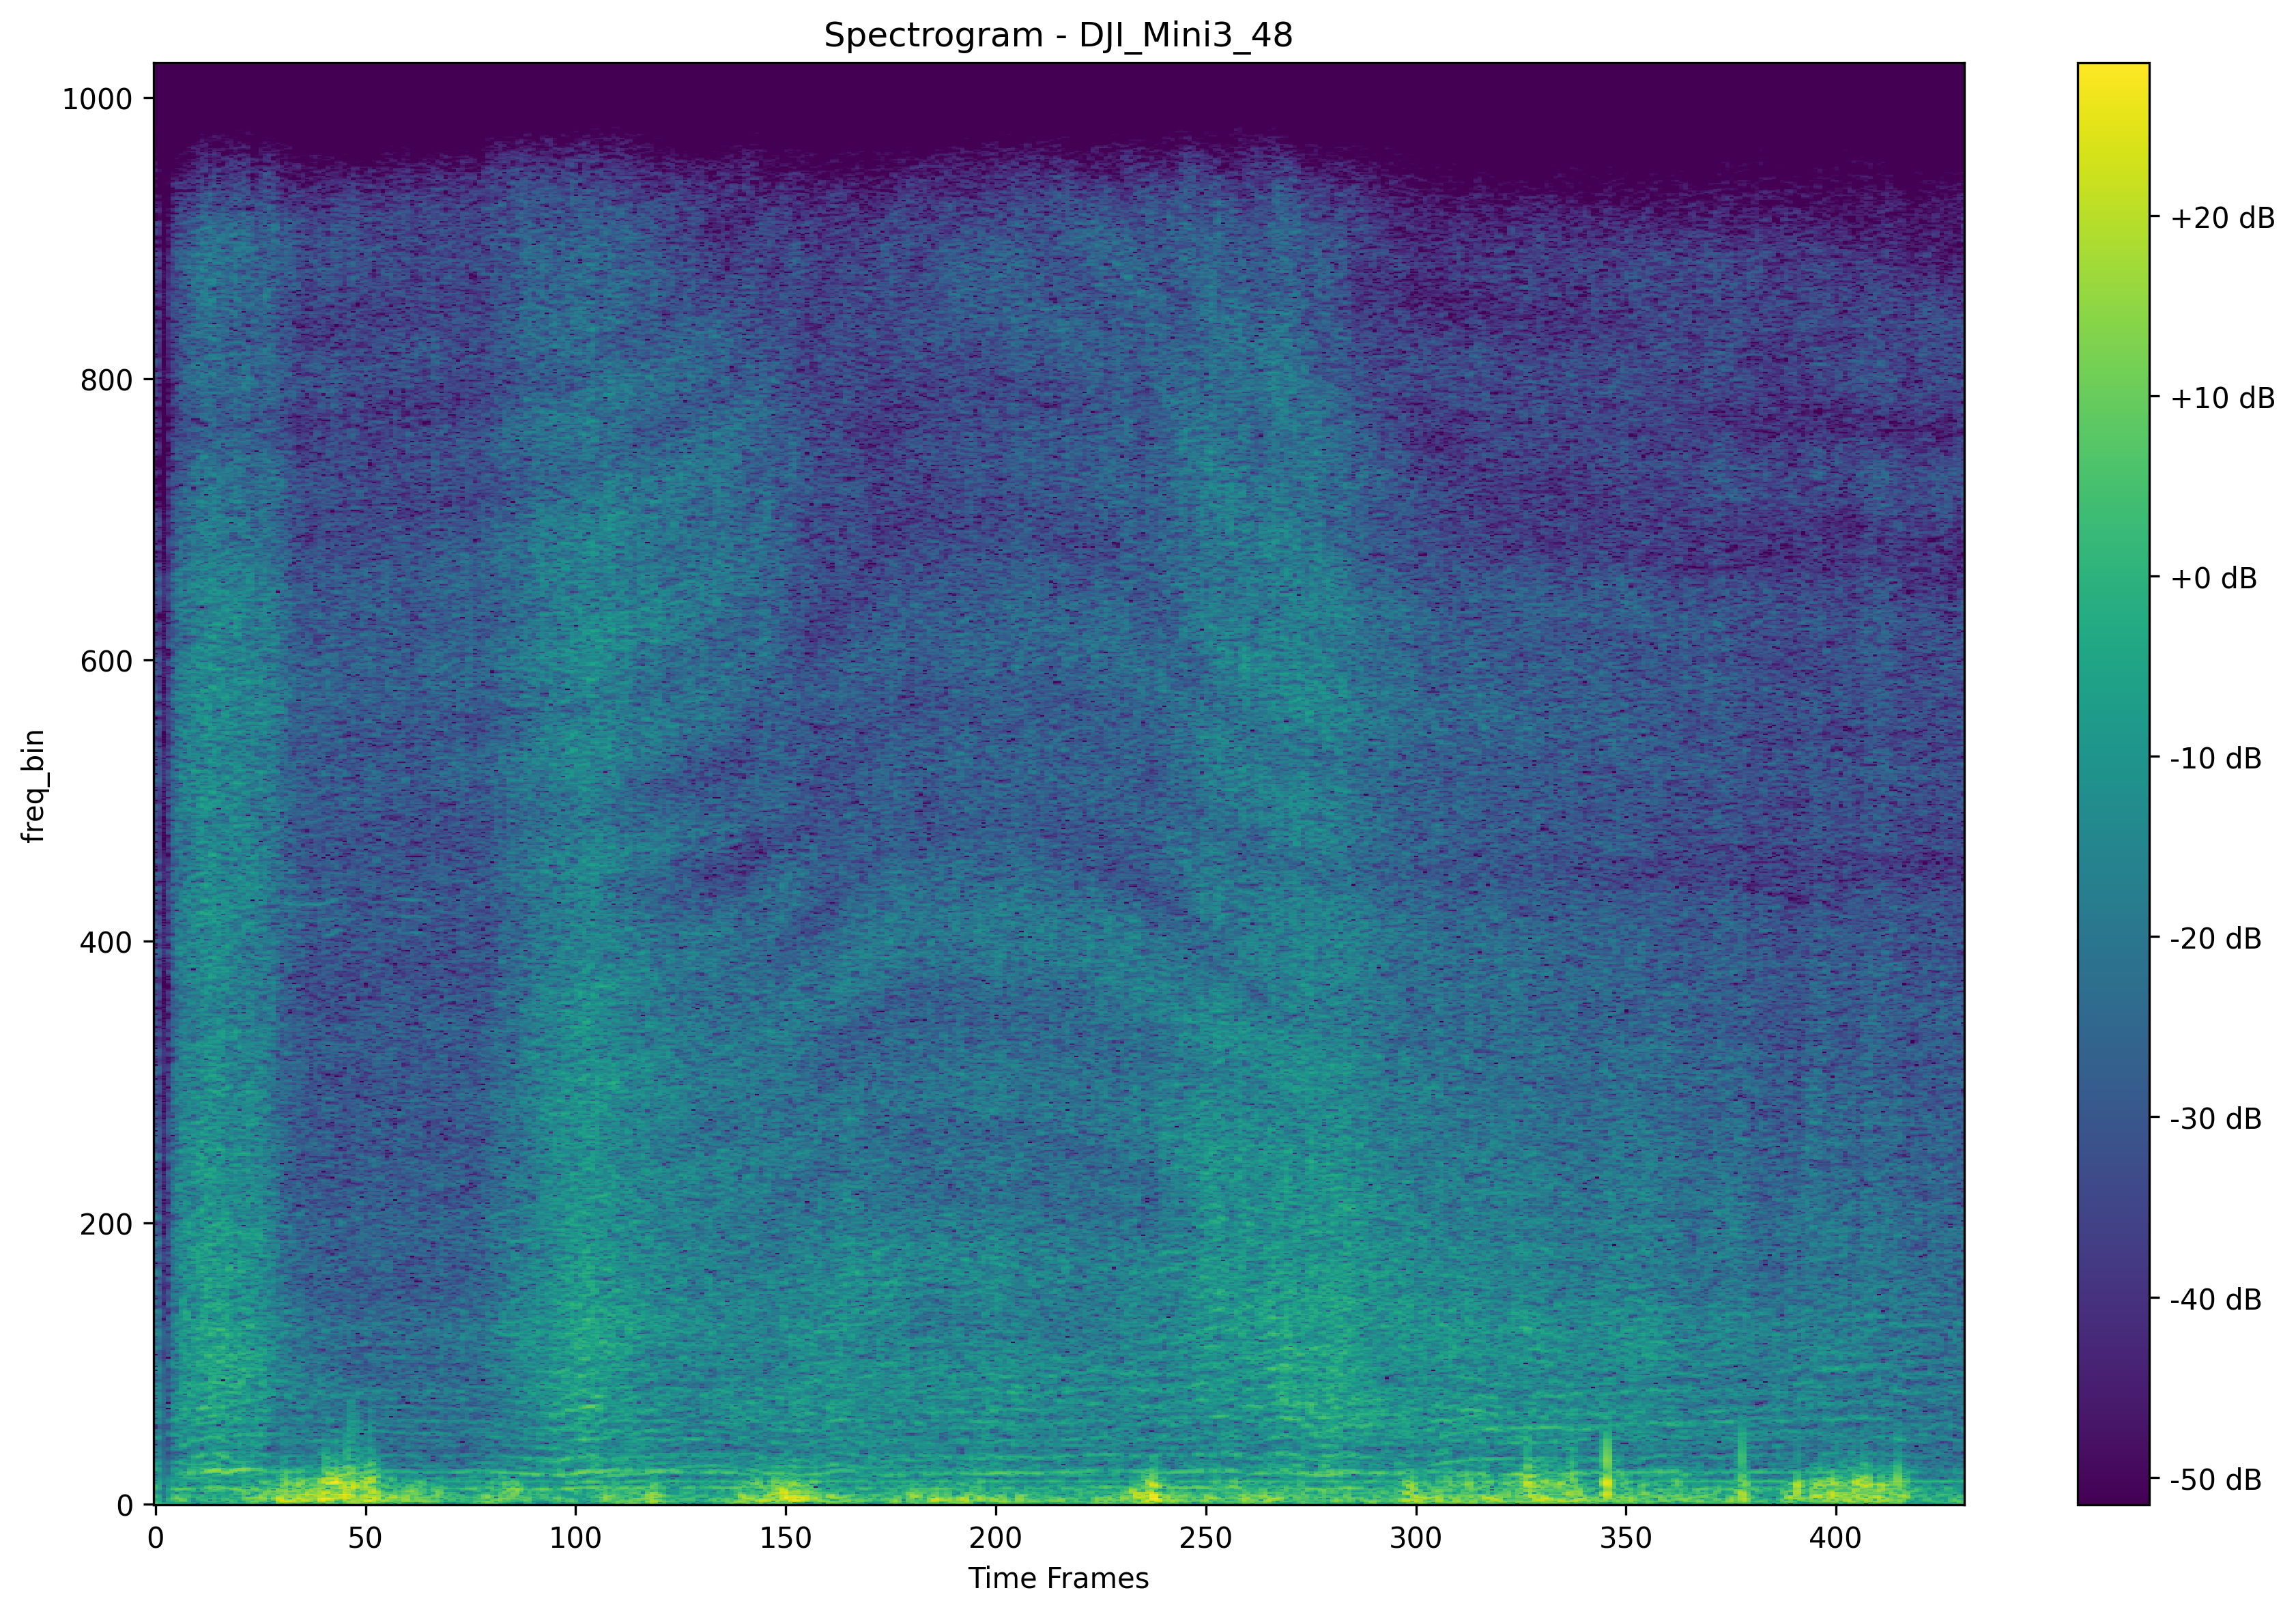 Spectrogram - DJI_Mini3_48
1000
800
600
400
200
0
freq_bin
0 50 100 150 200 250 300 350 400
Time Frames
+20 dB
+10 dB
+0 dB
-10 dB
-20 dB
-30 dB
-40 dB
-50 dB